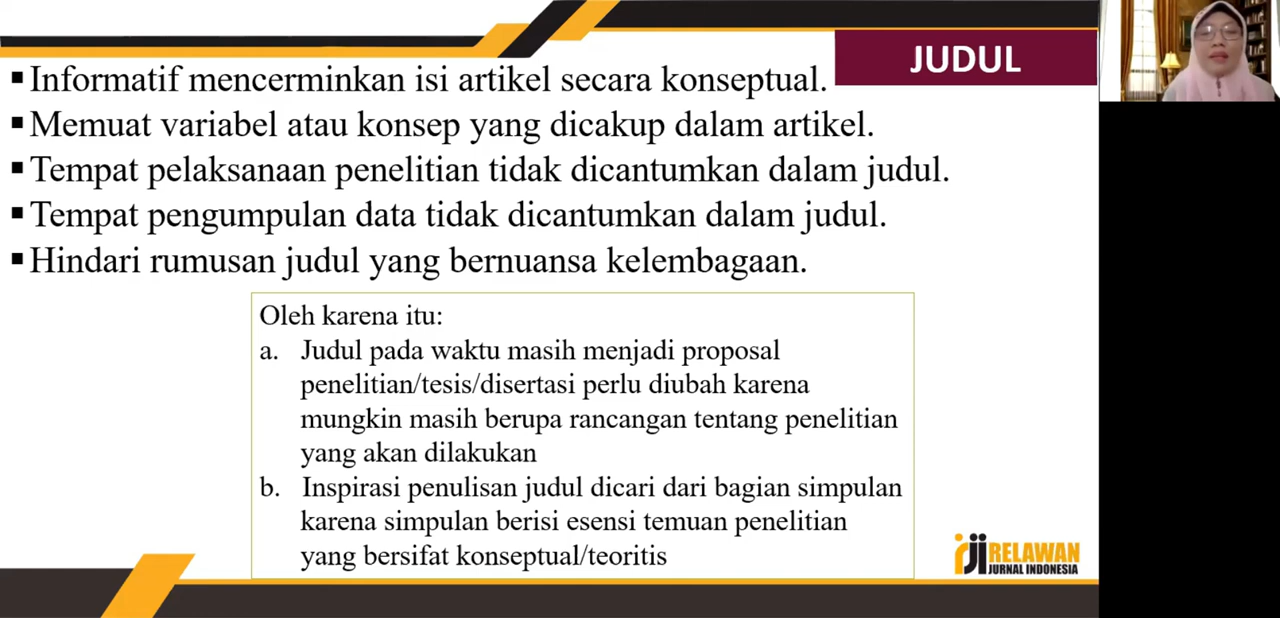 JUDUL
▪Informatif mencerminkan isi artikel secara konseptual.
▪Memuat variabel atau konsep yang dicakup dalam artikel.
▪Tempat pelaksanaan penelitian tidak dicantumkan dalam judul.
▪Tempat pengumpulan data tidak dicantumkan dalam judul.
▪Hindari rumusan judul yang bernuansa kelembagaan.
Oleh karena itu:
a. Judul pada waktu masih menjadi proposal
penelitian/tesis/disertasi perlu diubah karena
mungkin masih berupa rancangan tentang penelitian
yang akan dilakukan
b. Inspirasi penulisan judul dicari dari bagian simpulan
karena simpulan berisi esensi temuan penelitian
yang bersifat konseptual/teoritis
rji RELAWAN
JURNAL INDONESIA